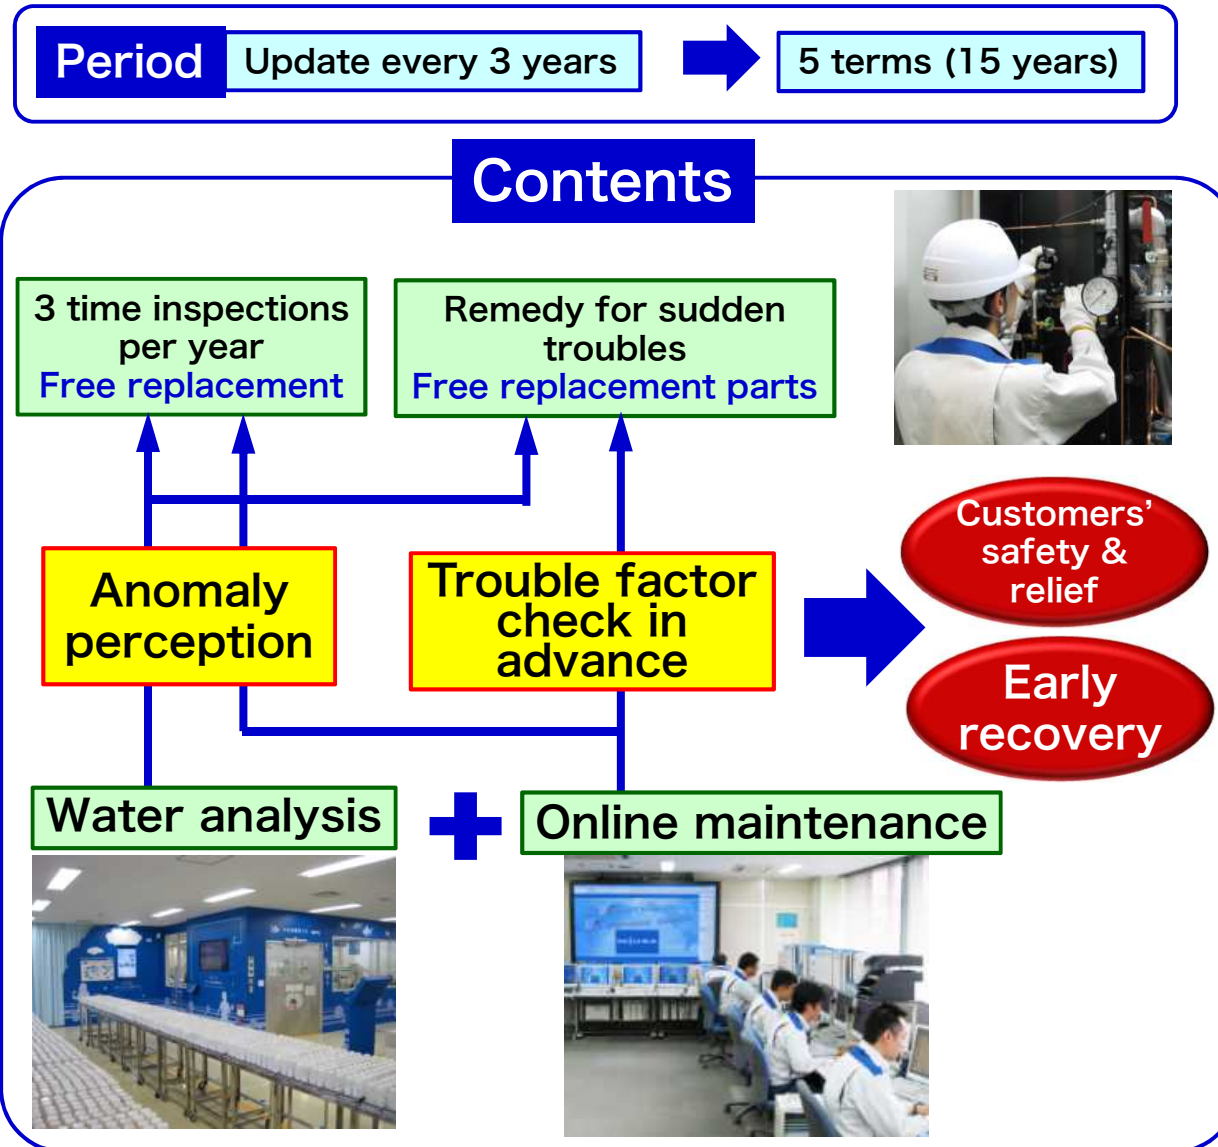 Period
Update every 3 years
5 terms (15 years)
Contents
3 time inspections
per year
Free replacement
Remedy for sudden
troubles
Free replacement parts
Customers’
safety &
relief
Anomaly
perception
Trouble factor
check in
advance
Early
recovery
Water analysis
Online maintenance